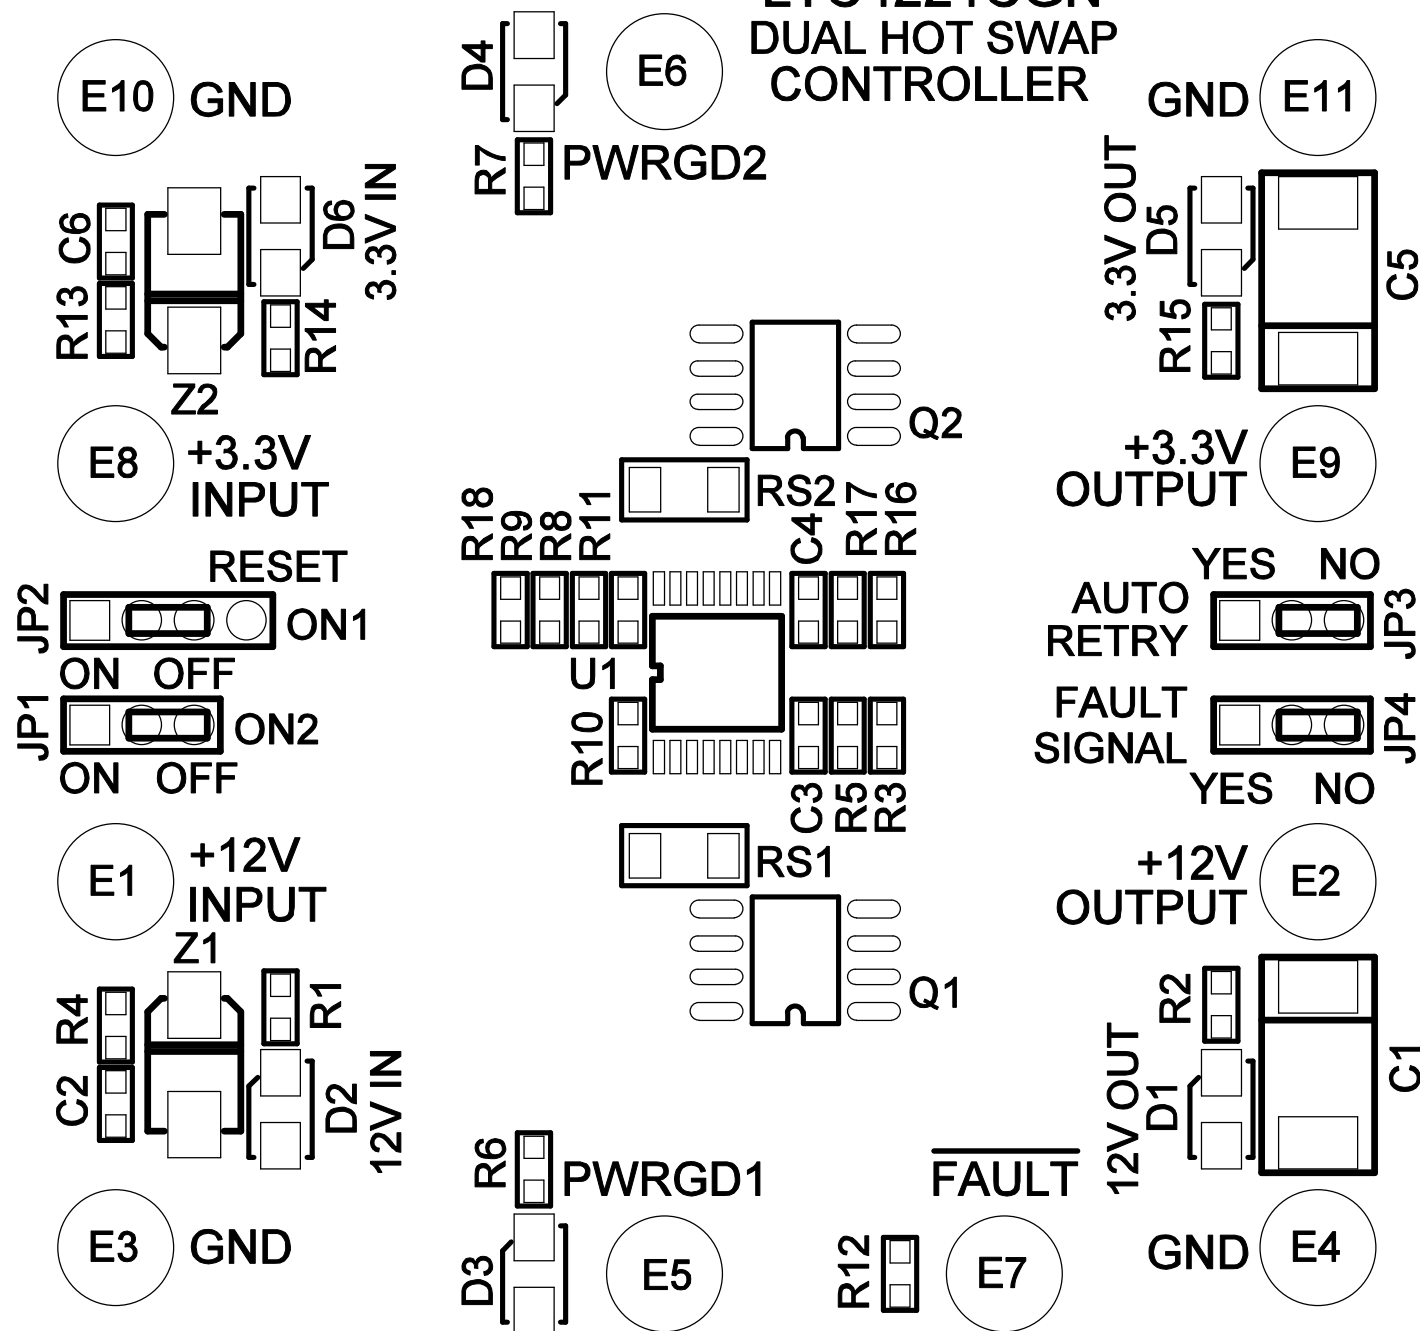 DUAL HOT SWAP
CONTROLLER
D4
E6
E10
GND
GND
E11
R7
PWRGD2
C6
D6
3.3V IN
3.3V OUT
D5
C5
R13
R14
R15
Z2
Q2
E8
+3.3V
INPUT
+3.3V
OUTPUT
E9
RS2
R18
R9
R8
R11
C4
R17
R16
RESET
JP2
ON1
ON OFF
YES NO
AUTO
RETRY
JP3
U1
JP1
ON2
ON OFF
FAULT
SIGNAL
JP4
YES NO
R10
C3
R5
R3
E1
+12V
INPUT
RS1
+12V
OUTPUT
E2
Z1
R4
R1
Q1
R2
C2
D2
12V IN
12V OUT
D1
C1
R6
PWRGD1
FAULT
E3
GND
D3
E5
R12
E7
GND
E4